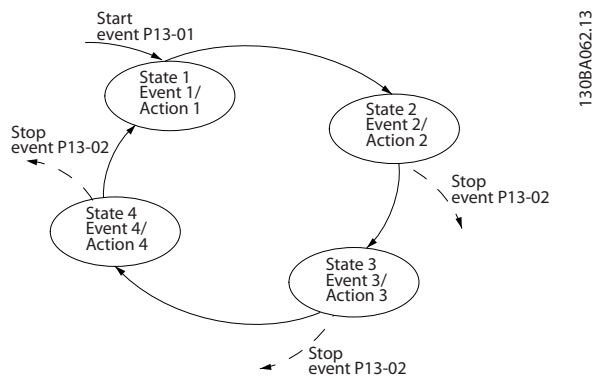 Start
event P13-01
State 1
Event 1/
Action 1
State 2
Event 2/
Action 2
Stop
event P13-02
State 3
Event 3/
Action 3
Stop
event P13-02
State 4
Event 4/
Action 4
Stop
event P13-02
130BA062.13